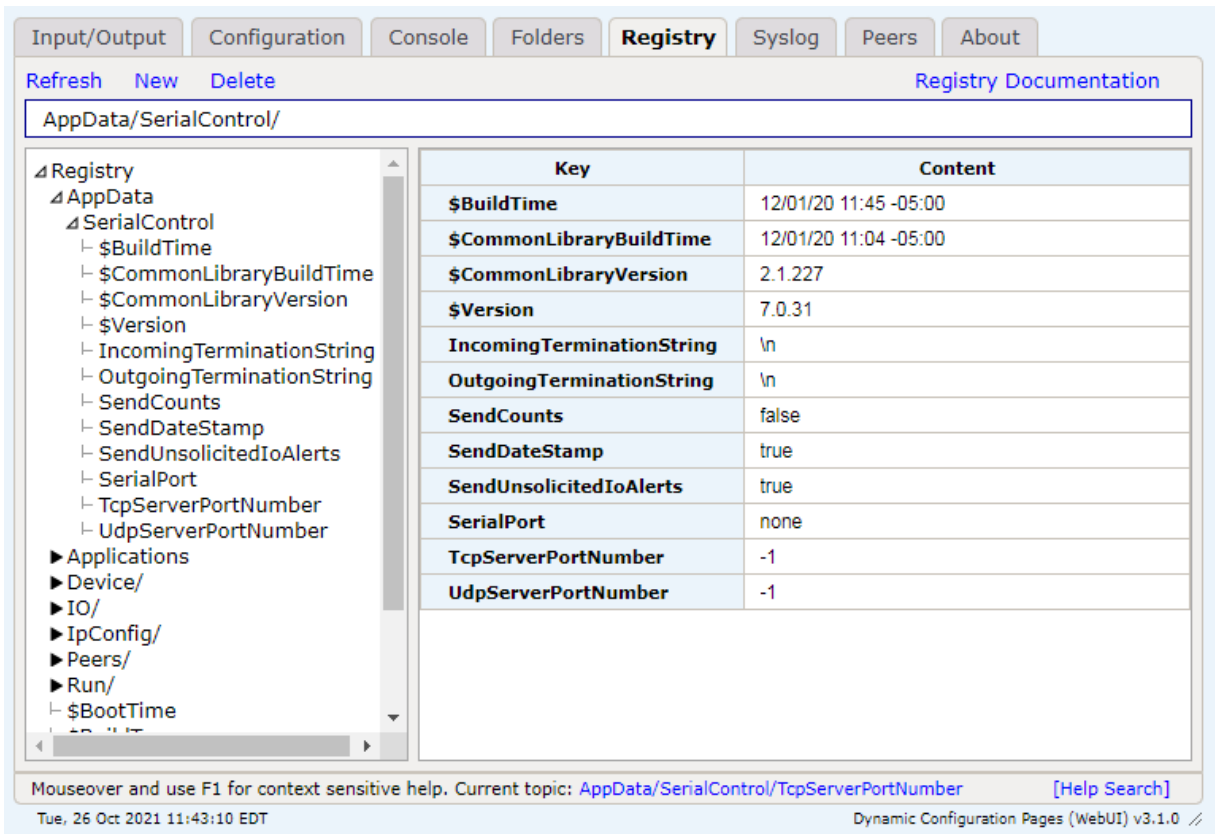 Input/Output Configuration Console Folders Registry Syslog Peers About
Refresh New Delete Registry Documentation
AppData/SerialControl/
Registry
AppData
SerialControl
$BuildTime
$CommonLibraryBuildTime
$CommonLibraryVersion
$Version
IncomingTerminationString
OutgoingTerminationString
SendCounts
SendDateStamp
SendUnsolicitedIoAlerts
SerialPort
TcpServerPortNumber
UdpServerPortNumber
Applications
Device/
IO/
IpConfig/
Peers/
Run/
$BootTime
Key Content
$BuildTime 12/01/20 11:45 -05:00
$CommonLibraryBuildTime 12/01/20 11:04 -05:00
$CommonLibraryVersion 2.1.227
$Version 7.0.31
IncomingTerminationString \n
OutgoingTerminationString \n
SendCounts false
SendDateStamp true
SendUnsolicitedIoAlerts true
SerialPort none
TcpServerPortNumber -1
UdpServerPortNumber -1
Mouseover and use F1 for context sensitive help. Current topic: AppData/SerialControl/TcpServerPortNumber [Help Search]
Tue, 26 Oct 2021 11:43:10 EDT Dynamic Configuration Pages (WebUI) v3.1.0